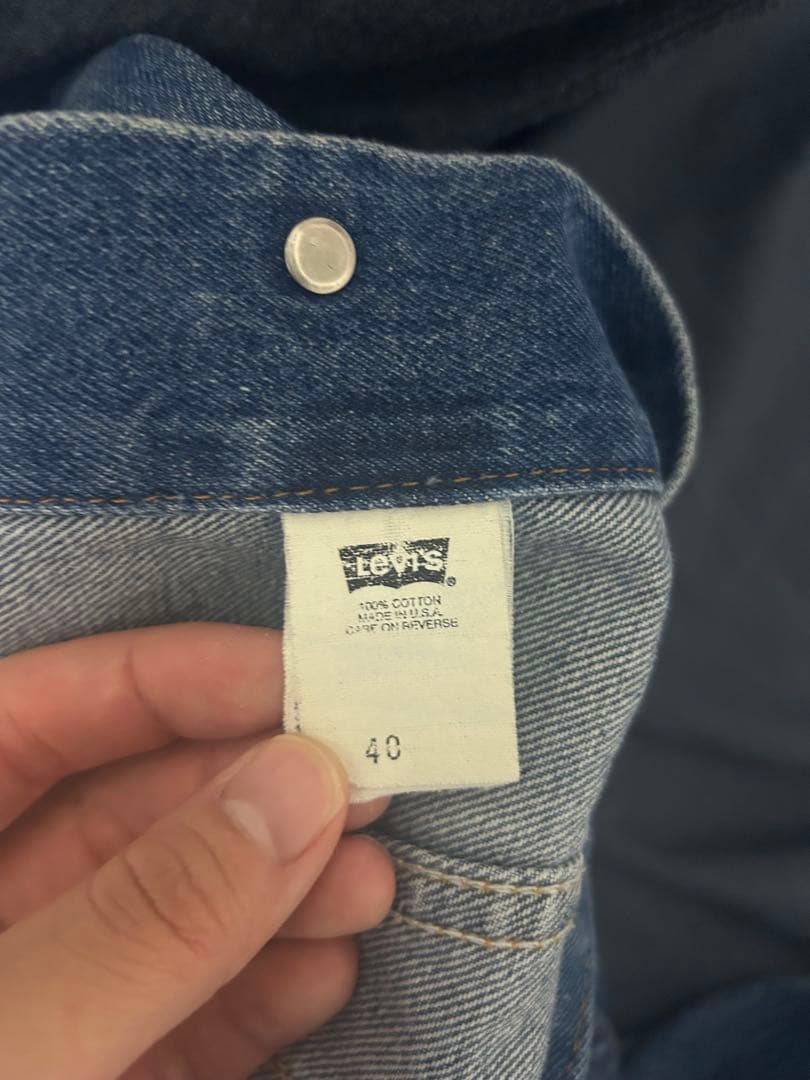 LEVI'S ®
100% COTTON
MADE IN U.S.A.
CARE ON REVERSE
40